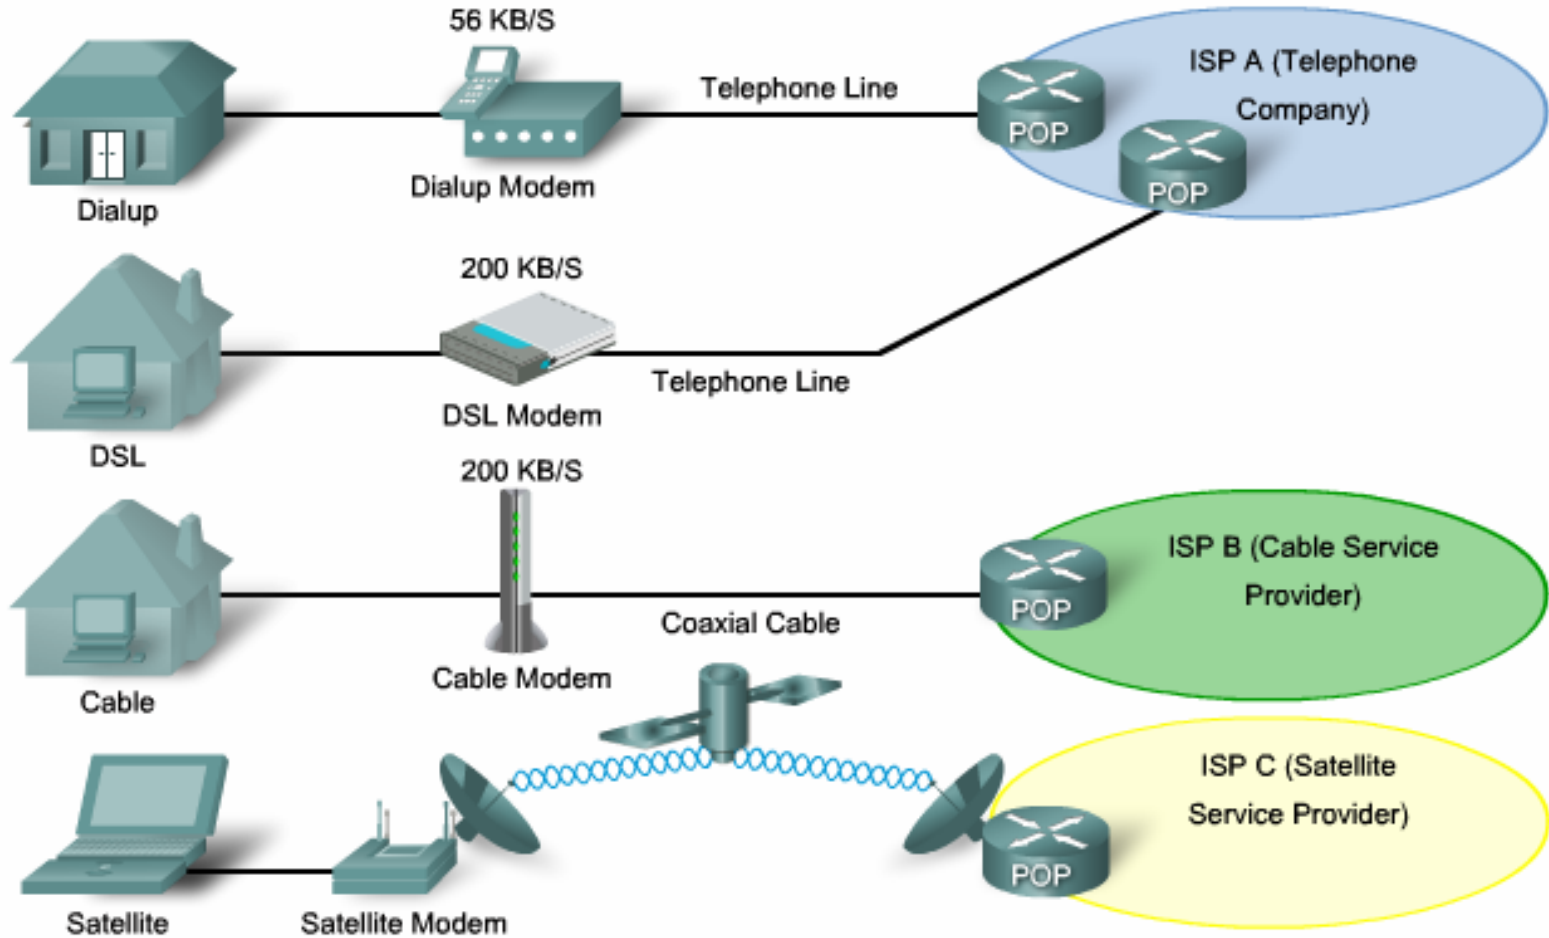 56 KB/S
Telephone Line
POP
ISP A (Telephone
Company)
POP
Dialup Modem
Dialup
200 KB/S
Telephone Line
DSL Modem
DSL
200 KB/S
POP
ISP B (Cable Service
Provider)
Coaxial Cable
Cable Modem
Cable
ISP C (Satellite
Service Provider)
POP
Satellite
Satellite Modem